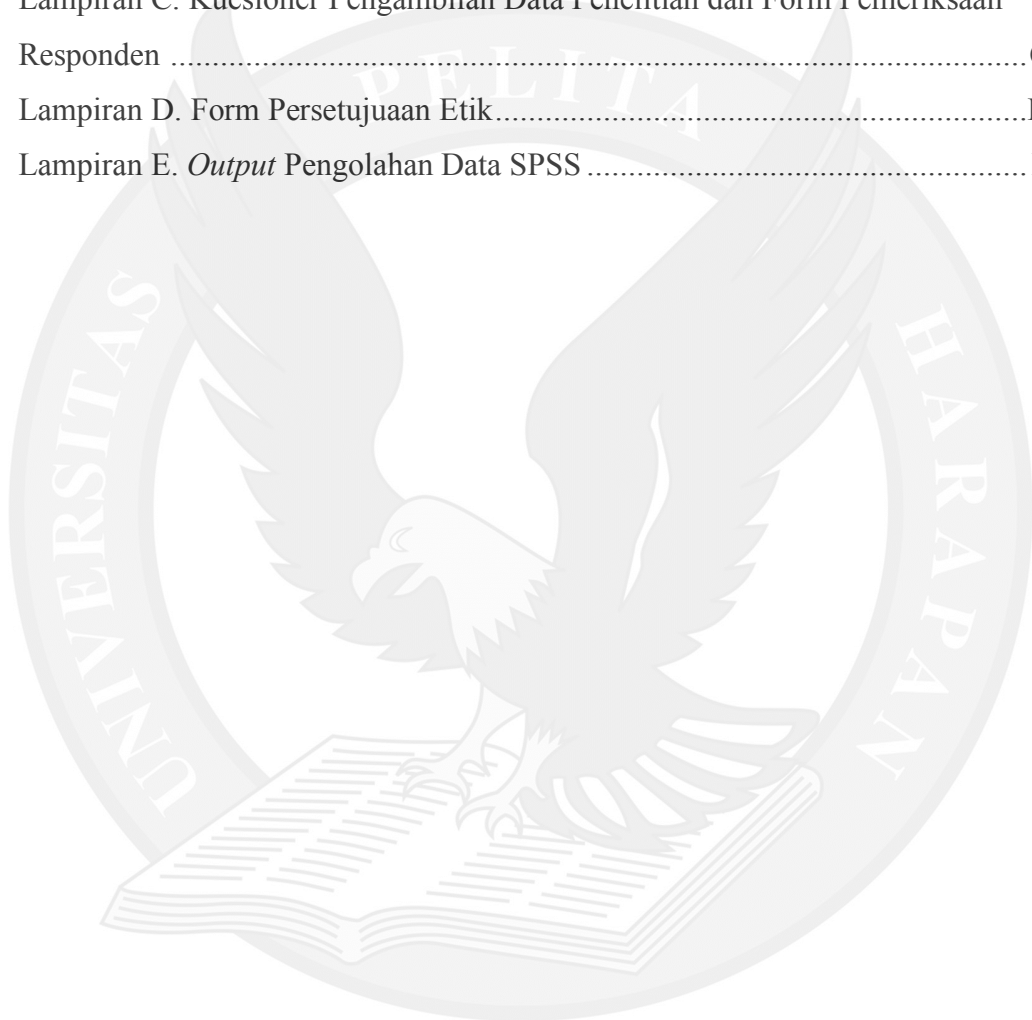 Lampiran C. Kuesioner Pengambilan Data Penelitian dan Form Pemeriksaan
Responden ......................................................................................................
Lampiran D. Form Persetujuaan Etik................................................................
Lampiran E. Output Pengolahan Data SPSS .....................................................
UNIVERSITAS PELITA HARAPAN